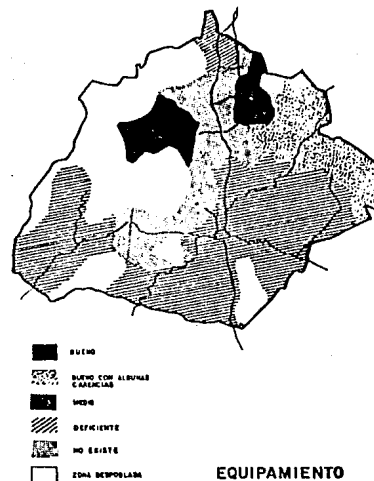 BUENO
BUENO CON ALGUNAS
CARENCIAS
MEDIO
DEFICIENTE
NO EXISTE
ZONA DESPOBLADA
EQUIPAMIENTO